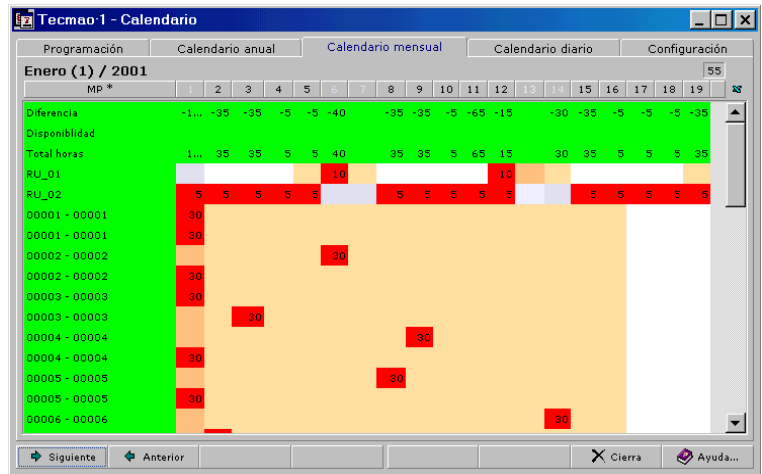 Tecmao·1 - Calendario
Programación Calendario anual Calendario mensual Calendario diario Configuración
Enero (1) / 2001 55
MP * 1 2 3 4 5 6 7 8 9 10 11 12 13 14 15 16 17 18 19
Diferencia -1... -35 -35 -5 -5 -40 -35 -35 -5 -65 -15 -30 -35 -5 -5 -5 -35
Disponiblidad
Total horas 1... 35 35 5 5 40 35 35 5 65 15 30 35 5 5 5 35
RU_01 10 10
RU_02 5 5 5 5 5 5 5 5 5 5 5 5 5 5 5
00001 - 00001 30
00001 - 00001 30
00002 - 00002 30
00002 - 00002 30
00003 - 00003 30
00003 - 00003 30
00004 - 00004 30
00004 - 00004 30
00005 - 00005 30
00005 - 00005 30
00006 - 00006 30
Siguiente Anterior Cierra Ayuda...